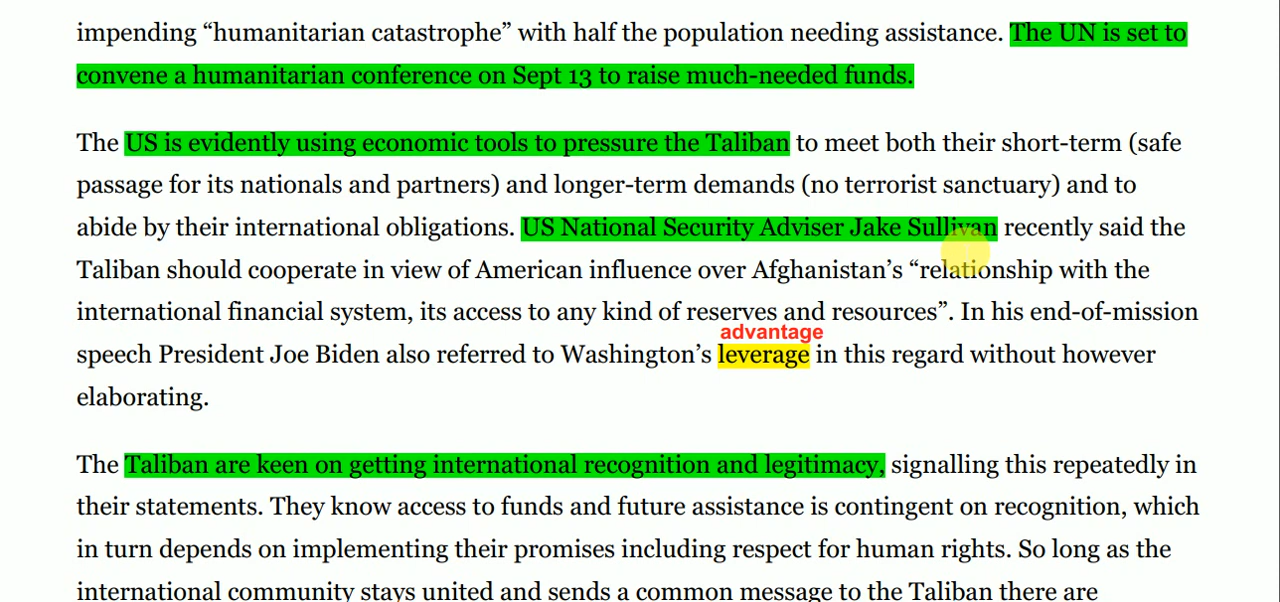 impending “humanitarian catastrophe” with half the population needing assistance. The UN is set to
convene a humanitarian conference on Sept 13 to raise much-needed funds.
The US is evidently using economic tools to pressure the Taliban to meet both their short-term (safe
passage for its nationals and partners) and longer-term demands (no terrorist sanctuary) and to
abide by their international obligations. US National Security Adviser Jake Sullivan recently said the
Taliban should cooperate in view of American influence over Afghanistan’s “relationship with the
international financial system, its access to any kind of reserves and resources”. In his end-of-mission
advantage
speech President Joe Biden also referred to Washington’s leverage in this regard without however
elaborating.
The Taliban are keen on getting international recognition and legitimacy, signalling this repeatedly in
their statements. They know access to funds and future assistance is contingent on recognition, which
in turn depends on implementing their promises including respect for human rights. So long as the
international community stays united and sends a common message to the Taliban there are